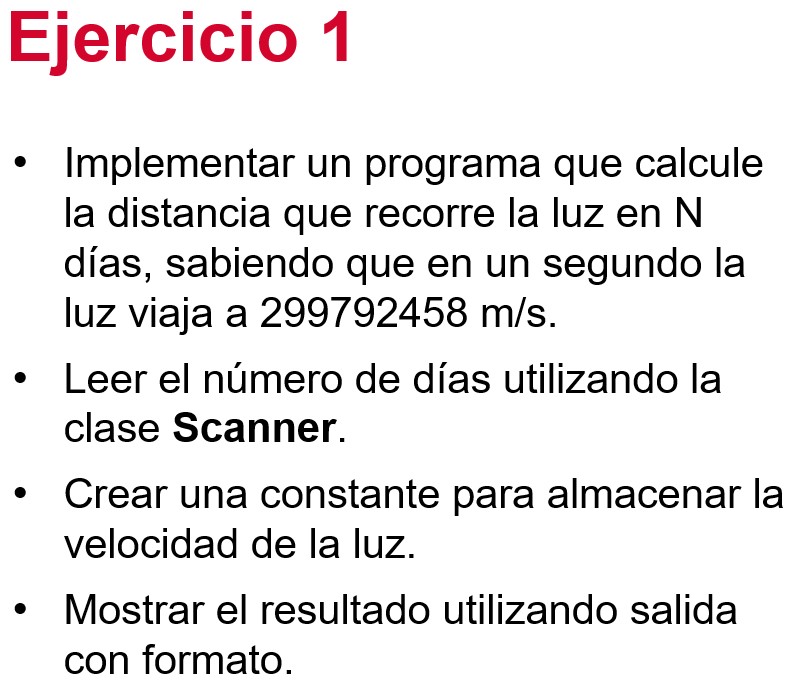 Ejercicio 1
• Implementar un programa que calcule
la distancia que recorre la luz en N
días, sabiendo que en un segundo la
luz viaja a 299792458 m/s.
• Leer el número de días utilizando la
clase Scanner.
• Crear una constante para almacenar la
velocidad de la luz.
• Mostrar el resultado utilizando salida
con formato.